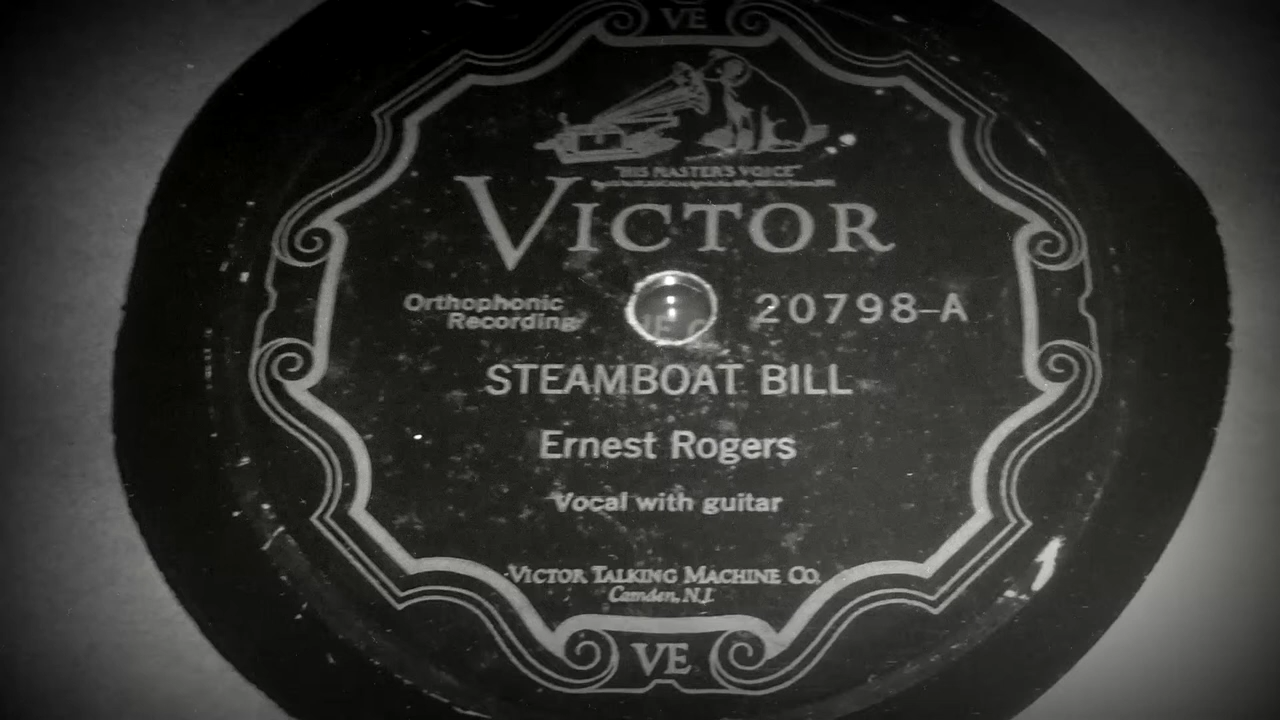 VE
"HIS MASTER'S VOICE"
VICTOR
Orthophonic
Recording
20798-A
STEAMBOAT BILL
Ernest Rogers
Vocal with guitar
VICTOR TALKING MACHINE CO.
Camden, N.J.
VE